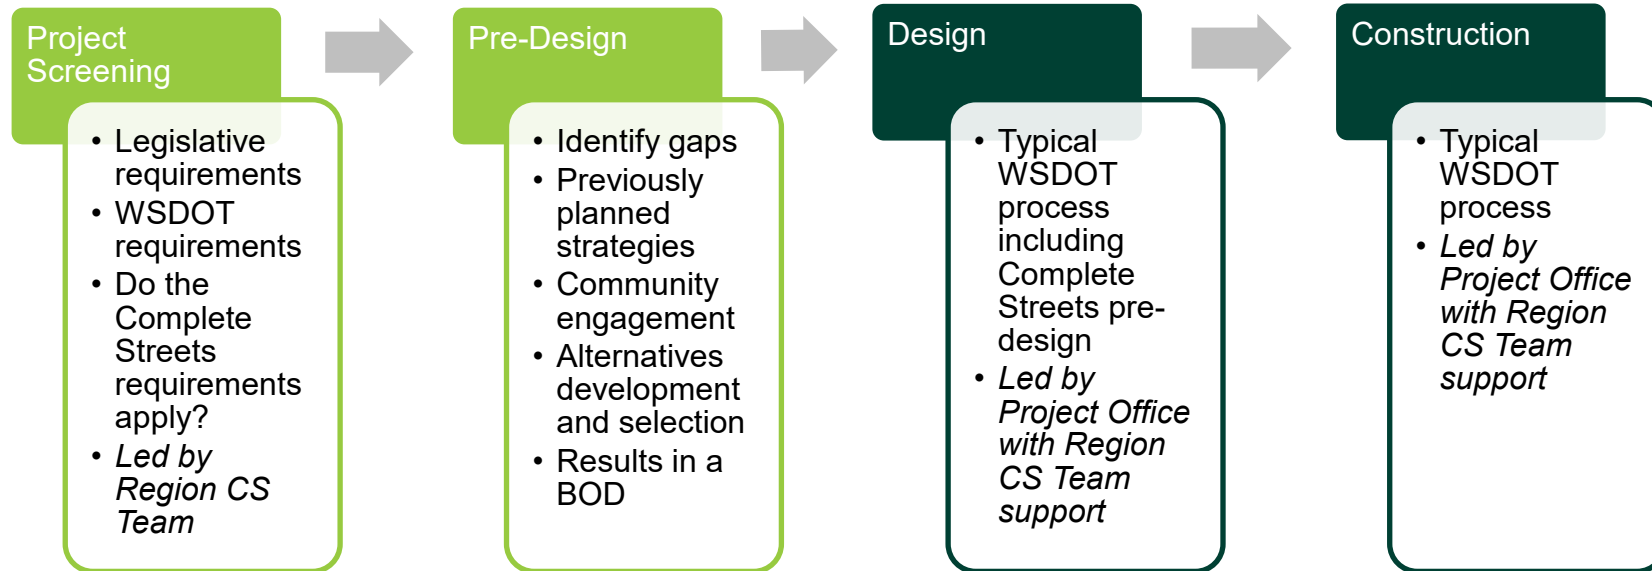 Project
Screening
• Legislative
requirements
• WSDOT
requirements
• Do the
Complete
Streets
requirements
apply?
• Led by
Region CS
Team
Pre-Design
• Identify gaps
• Previously
planned
strategies
• Community
engagement
• Alternatives
development
and selection
• Results in a
BOD
Design
• Typical
WSDOT
process
including
Complete
Streets pre-
design
• Led by
Project Office
with Region
CS Team
support
Construction
• Typical
WSDOT
process
• Led by
Project Office
with Region
CS Team
support